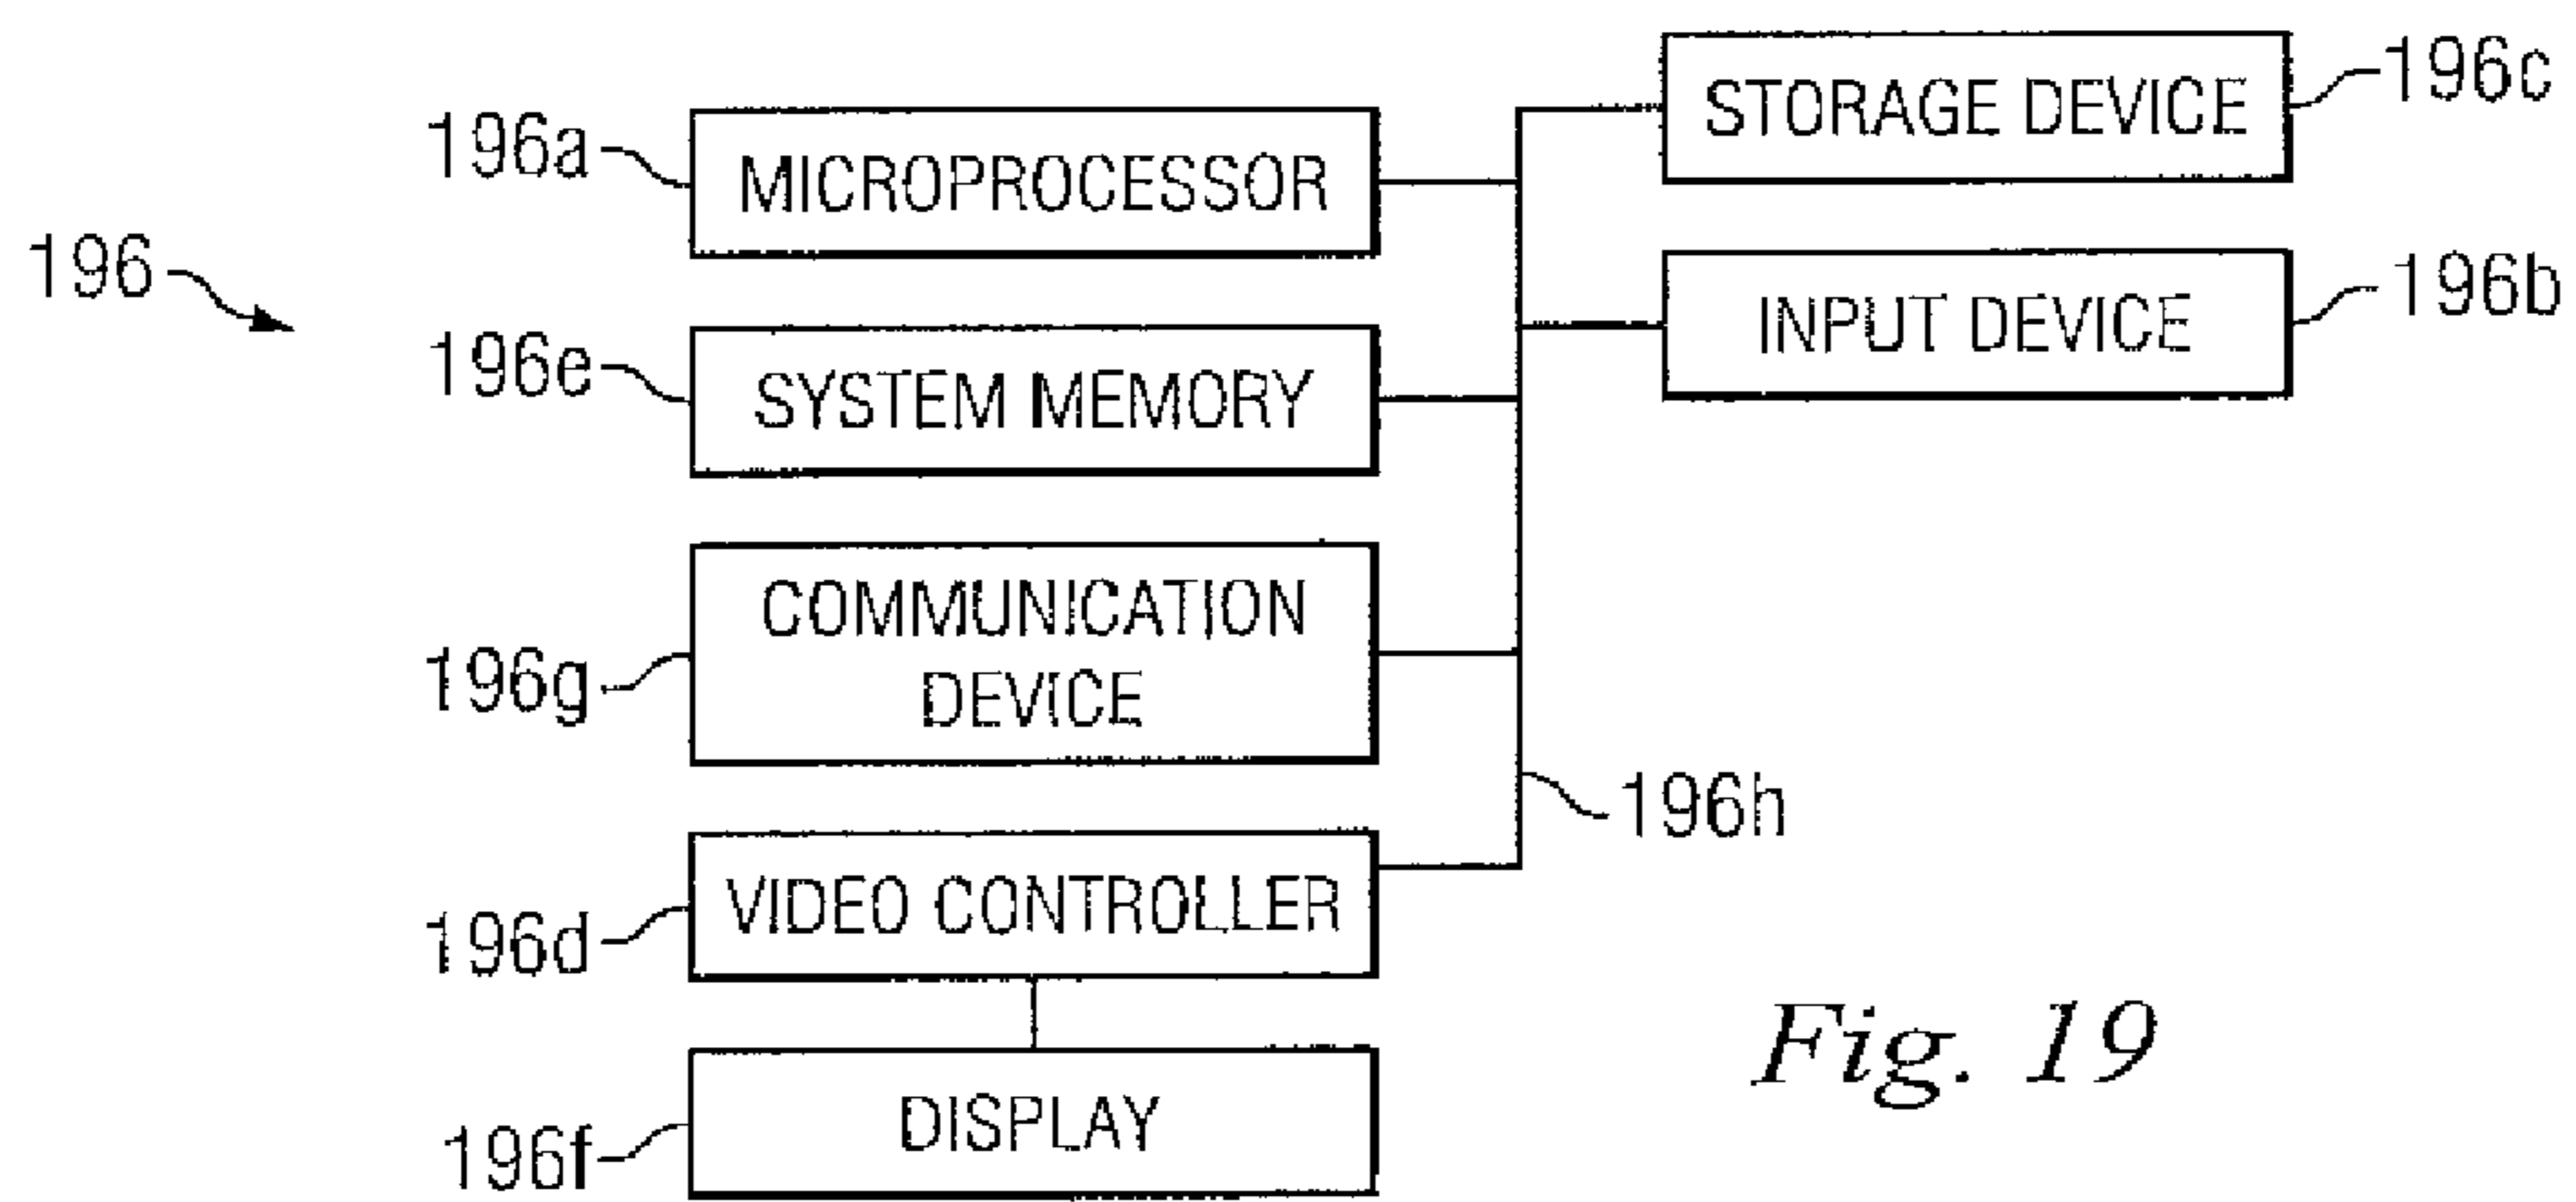 196
196a
MICROPROCESSOR
196e
SYSTEM MEMORY
196g
COMMUNICATION
DEVICE
196d
VIDEO CONTROLLER
196f
DISPLAY
STORAGE DEVICE
196c
INPUT DEVICE
196b
196h
Fig. 19